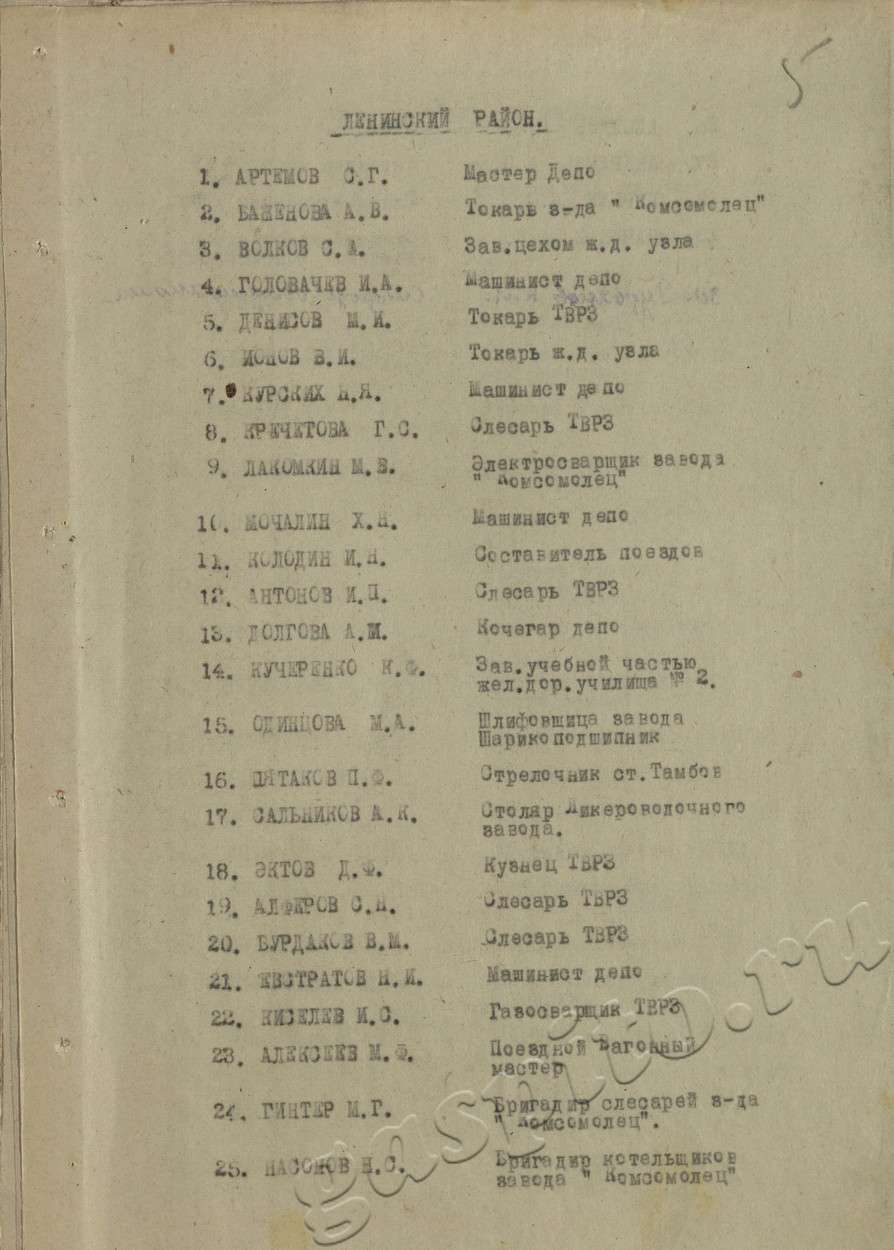 5
ЛЕНИНСКИЙ РАЙОН.
1. АРТЕМОВ С.Г. Мастер Депо
2. БАЖЕНОВА А.В. Токарь з-да "Комсомолец"
3. ВОЛКОВ С.А. Зав.цехом ж.д. узла
4. ГОЛОВАЧЕВ И.А. Машинист депо
5. ДЕНИСОВ М.И. Токарь ТВРЗ
6. ИОНОВ В.И. Токарь ж.д. узла
7. КУРСКИХ Н.Я. Машинист депо
8. КРЕЧЕТОВА Г.С. Слесарь ТВРЗ
9. ЛАКОМКИН М.В. Электросварщик завода
"Комсомолец"
10. МОЧАЛИН Х.Н. Машинист депо
11. КОЛОДИН И.Н. Составитель поездов
12. АНТОНОВ И.П. Слесарь ТВРЗ
13. ДОЛГОВА А.М. Кочегар депо
14. КУЧЕРЕНКО К.Ф. Зав.учебной частью
жел.дор.училища № 2.
15. ОДИНЦОВА М.А. Шлифовщица завода
Шарикоподшипник
16. ПЯТАКОВ П.Ф. Стрелочник ст.Тамбов
17. САЛЬНИКОВ А.К. Столяр Ликероводочного
завода.
18. ЭКТОВ Д.Ф. Кузнец ТВРЗ
19. АЛФЕРОВ С.Н. Слесарь ТВРЗ
20. БУРДАКОВ В.М. Слесарь ТВРЗ
21. ЕВСТРАТОВ Н.И. Машинист депо
22. КИСЕЛЕВ И.С. Газосварщик ТВРЗ
23. АЛЕКСЕЕВ М.Ф. Поездной Вагонный
мастер
24. ГИНТЕР М.Г. Бригадир слесарей з-да
"Комсомолец".
25. НАСОНОВ Н.С. Бригадир котельщиков
завода "Комсомолец"